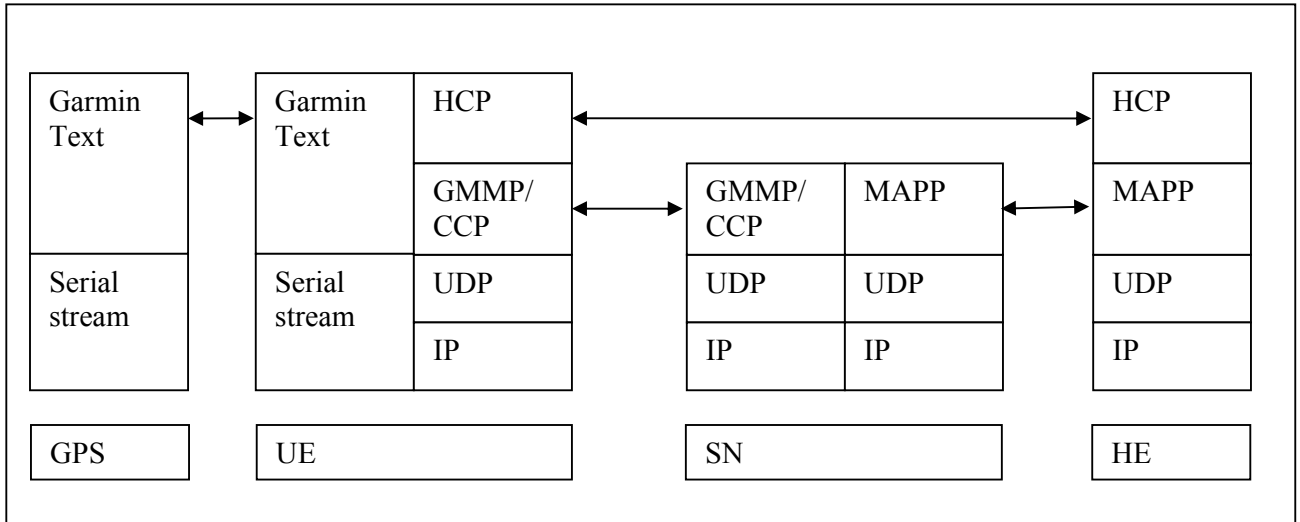 Garmin
Text
Serial
stream
GPS
Garmin
Text
Serial
stream
HCP
GMMP/
CCP
UDP
IP
UE
GMMP/
CCP
UDP
IP
MAPP
UDP
IP
SN
HCP
MAPP
UDP
IP
HE